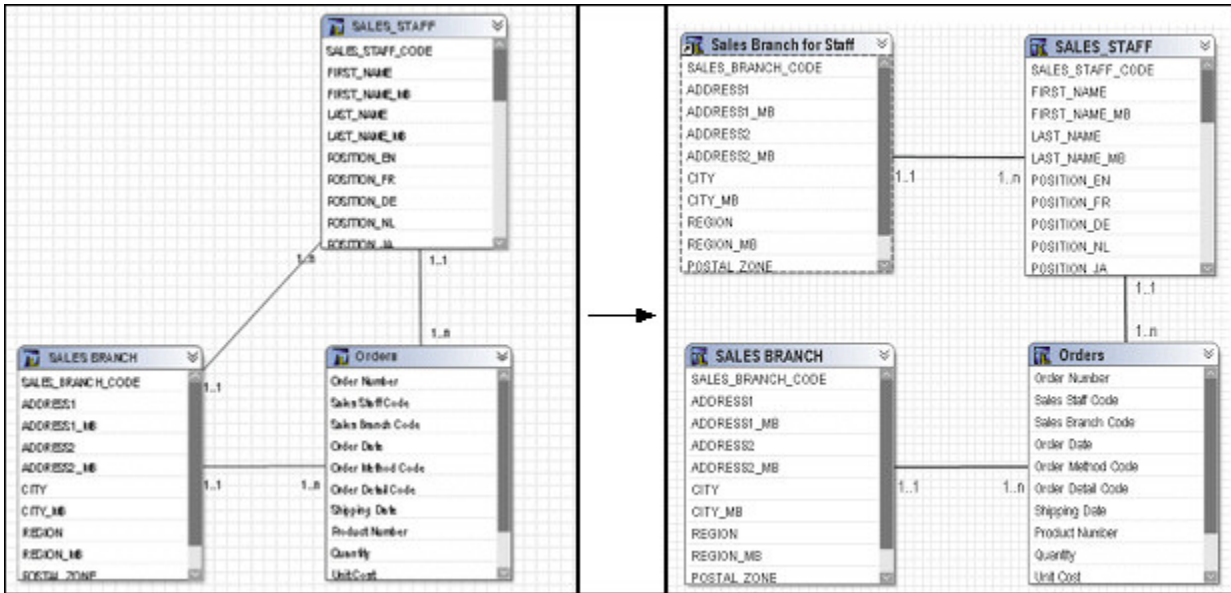 SALES_STAFF
SALES_STAFF_CODE
FIRST_NAME
FIRST_NAME_MB
LAST_NAME
LAST_NAME_MB
POSITION_EN
POSITION_FR
POSITION_DE
POSITION_NL
POSITION_JA
1..n
1..1
1..n
SALES BRANCH
SALES_BRANCH_CODE
ADDRESS1
ADDRESS1_MB
ADDRESS2
ADDRESS2_MB
CITY
CITY_MB
REGION
REGION_MB
POSTAL_ZONE
1..1
1..1
1..n
Orders
Order Number
Sales Staff Code
Sales Branch Code
Order Date
Order Method Code
Order Detail Code
Shipping Date
Product Number
Quantity
Unit Cost
Sales Branch for Staff
SALES_BRANCH_CODE
ADDRESS1
ADDRESS1_MB
ADDRESS2
ADDRESS2_MB
CITY
CITY_MB
REGION
REGION_MB
POSTAL_ZONE
1..1
1..n
SALES_STAFF
SALES_STAFF_CODE
FIRST_NAME
FIRST_NAME_MB
LAST_NAME
LAST_NAME_MB
POSITION_EN
POSITION_FR
POSITION_DE
POSITION_NL
POSITION_JA
1..1
1..n
SALES BRANCH
SALES_BRANCH_CODE
ADDRESS1
ADDRESS1_MB
ADDRESS2
ADDRESS2_MB
CITY
CITY_MB
REGION
REGION_MB
POSTAL_ZONE
1..1
1..n
Orders
Order Number
Sales Staff Code
Sales Branch Code
Order Date
Order Method Code
Order Detail Code
Shipping Date
Product Number
Quantity
Unit Cost